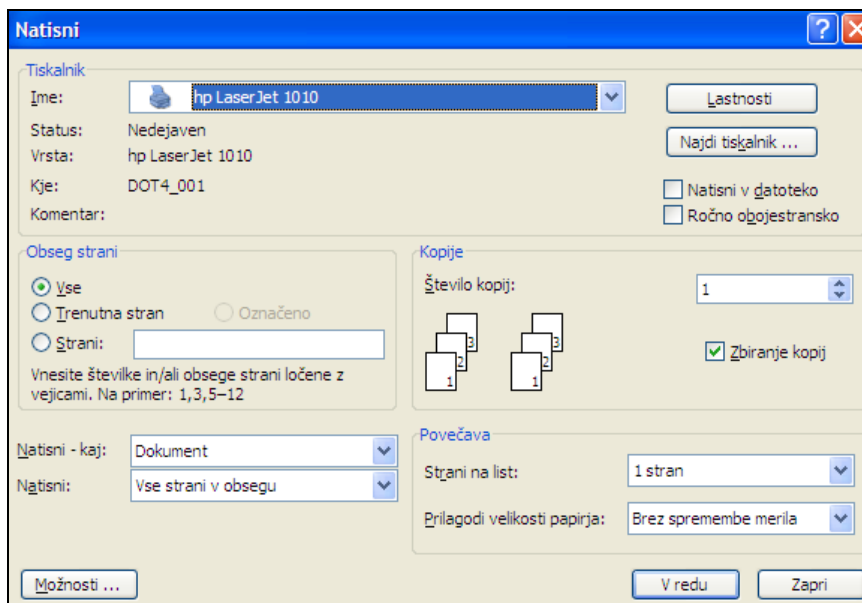 Natisni
Tiskalnik
Ime: hp LaserJet 1010 Lastnosti
Status: Nedejaven
Najdi tiskalnik ...
Vrsta: hp LaserJet 1010
Kje: DOT4_001 Natisni v datoteko
Komentar: Ročno obojestransko
Obseg strani
Vse
Trenutna stran Označeno
Strani:
Vnesite številke in/ali obsege strani ločene z
vejicami. Na primer: 1,3,5–12
Kopije
Število kopij: 1
3 3
2 2
1 1
Zbiranje kopij
Natisni - kaj: Dokument
Natisni: Vse strani v obsegu
Povečava
Strani na list: 1 stran
Prilagodi velikosti papirja: Brez spremembe merila
Možnosti ... V redu Zapri